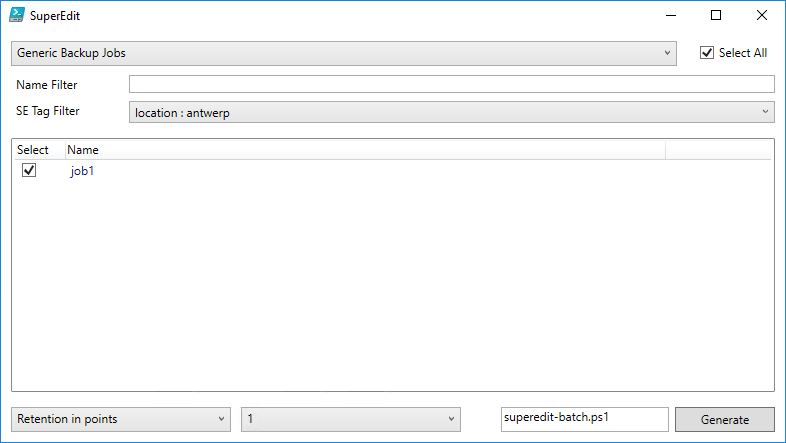 SuperEdit
Generic Backup Jobs
Select All
Name Filter
SE Tag Filter
location : antwerp
Select Name
job1
Retention in points
1
superedit-batch.ps1
Generate